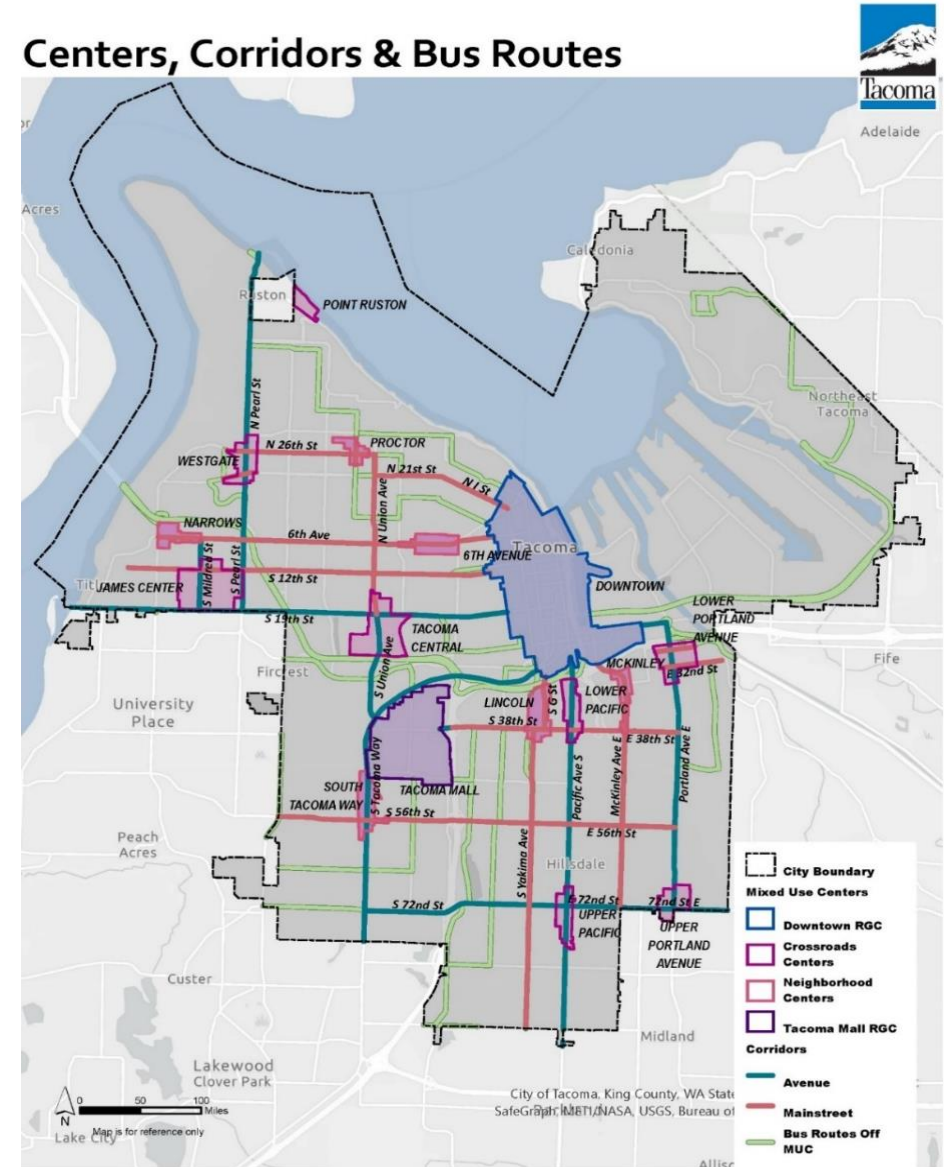 Centers, Corridors & Bus Routes
Tacoma
Adelaide
Acres
Caledonia
Ruston
POINT RUSTON
N Pearl St
Northeast
Tacoma
N 26th St
PROCTOR
WESTGATE
N 21st St
N I St
N Union Ave
NARROWS
6th Ave
Tacoma
6TH AVENUE
S Mildred St
S Pearl St
S 12th St
JAMES CENTER
DOWNTOWN
LOWER
PORTLAND
AVENUE
S 19th St
TACOMA
CENTRAL
Fircrest
S Union Ave
MCKINLEY
E 32nd St
Fife
University
Place
LINCOLN
S G St
LOWER
PACIFIC
S 38th St
E 38th St
S Tacoma Way
Pacific Ave S
McKinley Ave E
Portland Ave E
SOUTH
TACOMA WAY
TACOMA MALL
S 56th St
E 56th St
Peach
Acres
S Yakima Ave
Hillsdale
S 72nd St
E 72nd St
72nd St E
UPPER
PACIFIC
UPPER
PORTLAND
AVENUE
Custer
Midland
Lakewood
Clover Park
City Boundary
Mixed Use Centers
Downtown RGC
Crossroads
Centers
Neighborhood
Centers
Tacoma Mall RGC
Corridors
Avenue
Mainstreet
Bus Routes Off
MUC
N
0 50 100
Miles
Map is for reference only
Lake City
City of Tacoma, King County, WA State
NASA, USGS, Bureau of